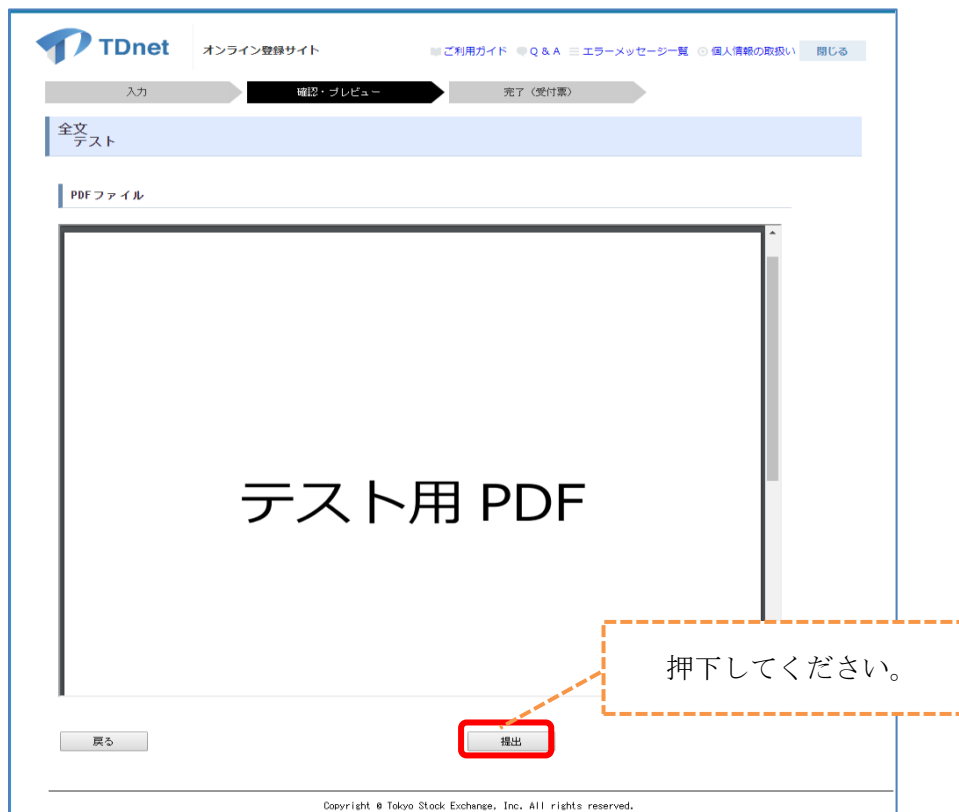 TDnet オンライン登録サイト ご利用ガイド Q & A エラーメッセージ一覧 個人情報の取扱い 閉じる
入力 確認・プレビュー 完了（受付票）
全文
テスト
PDFファイル
テスト用 PDF
押下してください。
戻る 提出
Copyright © Tokyo Stock Exchange, Inc. All rights reserved.